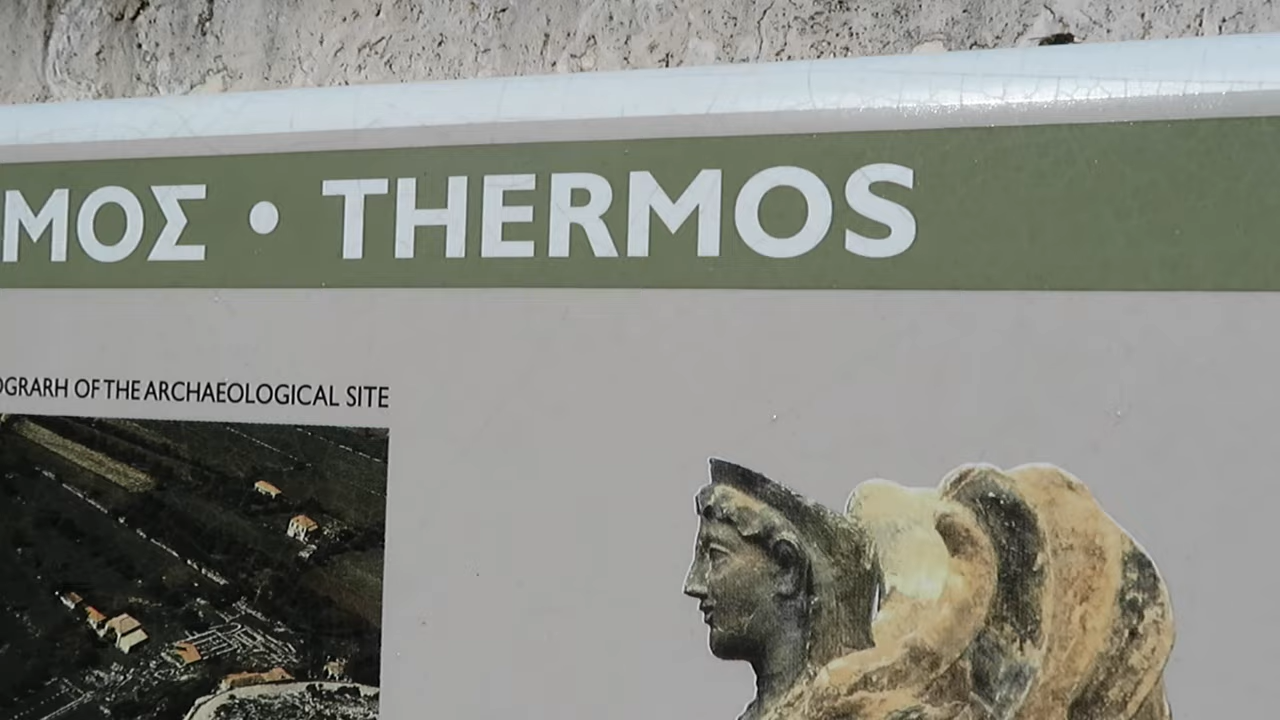 ΜΟΣ • THERMOS
OGRARH OF THE ARCHAEOLOGICAL SITE